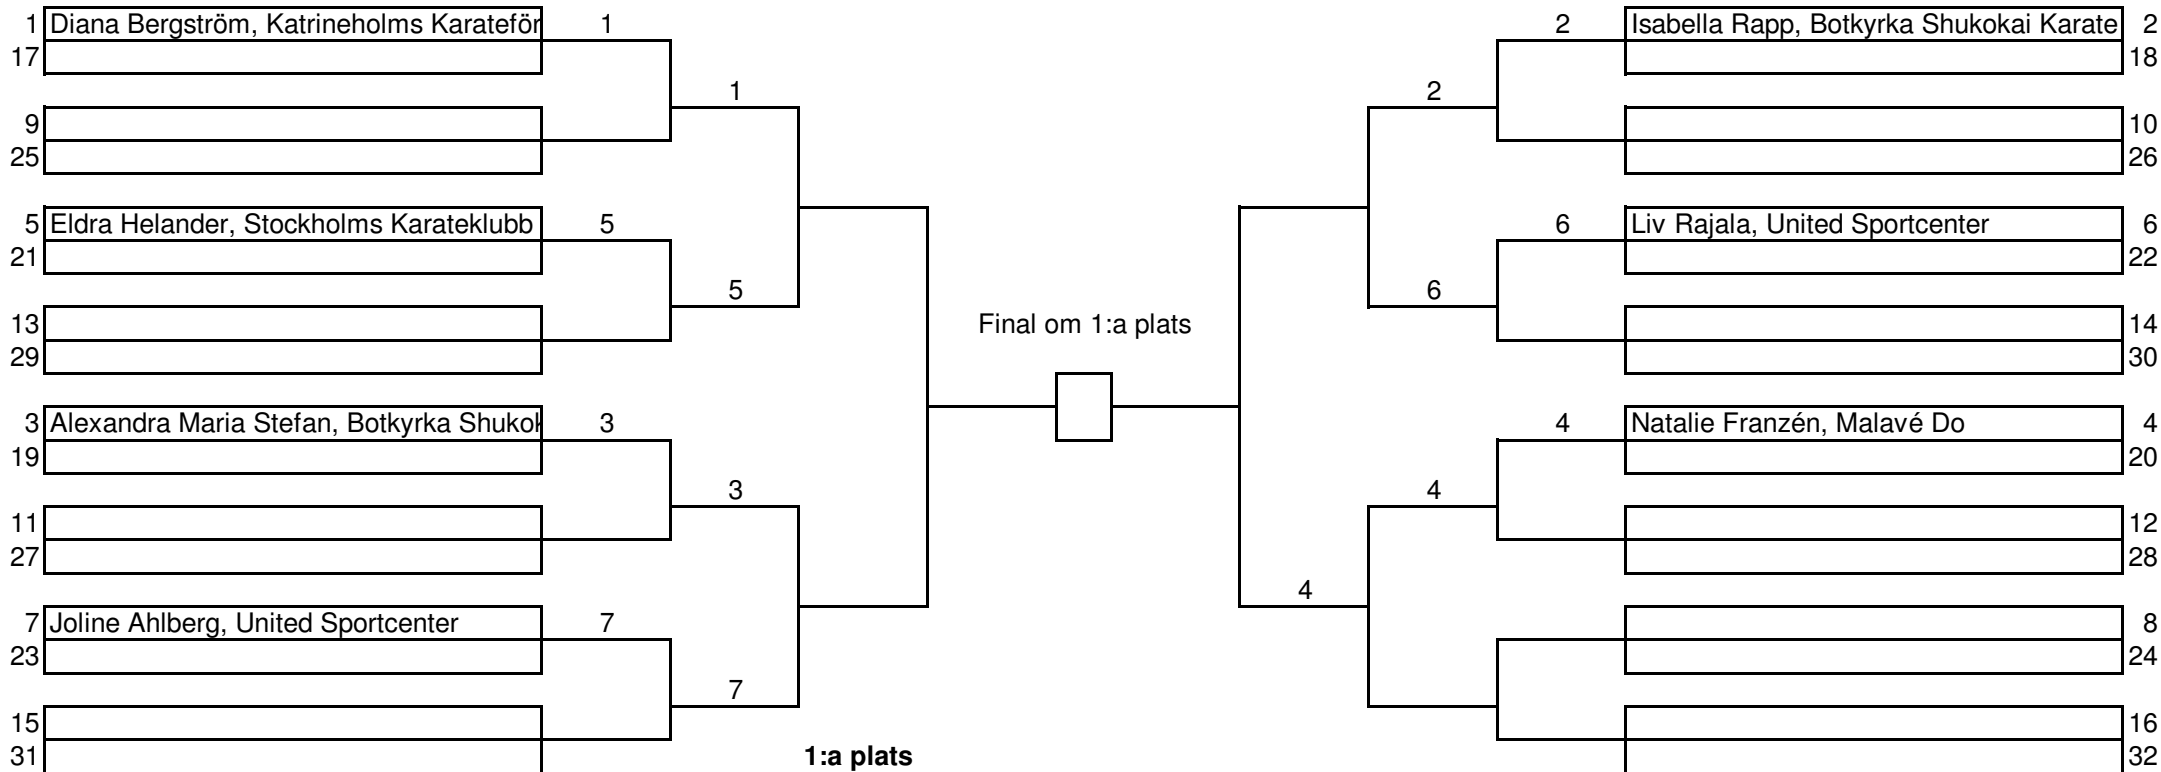 1 Diana Bergström, Katrineholms Karateför 1 2 Isabella Rapp, Botkyrka Shukokai Karate 2
17 18
1 2
9 10
25 26
5 Eldra Helander, Stockholms Karateklubb 5 6 Liv Rajala, United Sportcenter 6
21 22
5 6
13 Final om 1:a plats 14
29 30
3 Alexandra Maria Stefan, Botkyrka Shukok 3 4 Natalie Franzén, Malavé Do 4
19 20
3 4
11 12
27 28
4
7 Joline Ahlberg, United Sportcenter 7 8
23 24
7
15 16
31 1:a plats 32